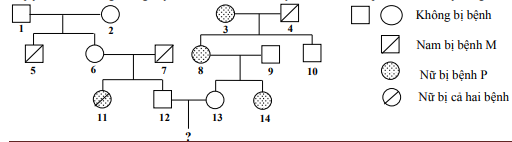 1 2 3 4
Không bị bệnh
Nam bị bệnh M
5 6 7 8 9 10
Nữ bị bệnh P
11 12 13 14
Nữ bị cả hai bệnh
?